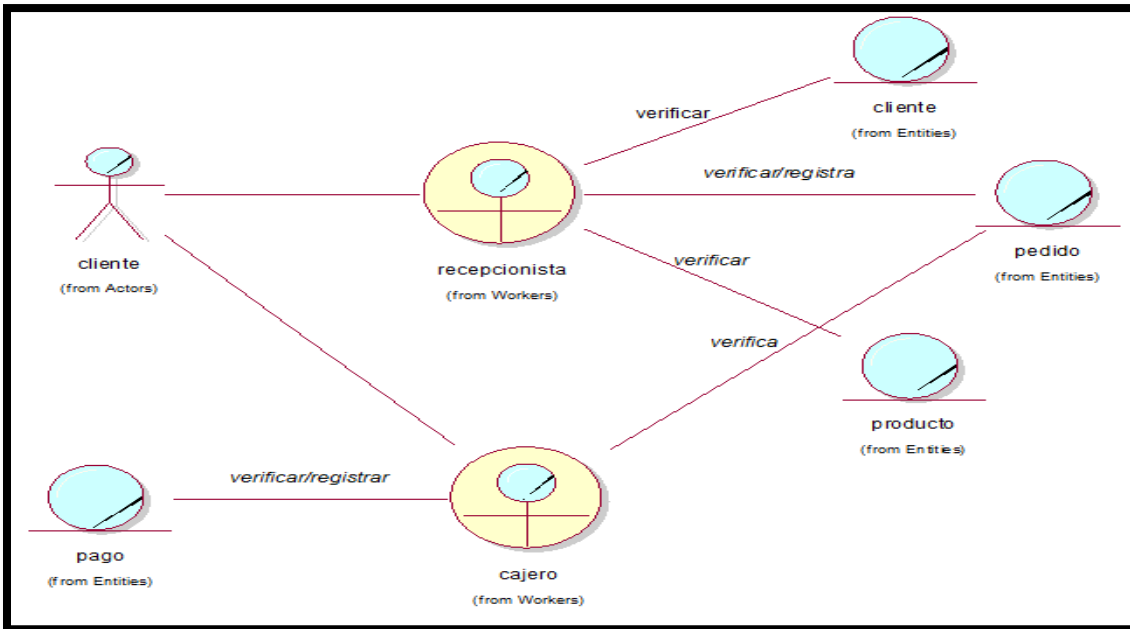 cliente
(from Entities)
verificar
verificar/registra
cliente
(from Actors)
recepcionista
(from Workers)
pedido
(from Entities)
verificar
verifica
producto
(from Entities)
verificar/registrar
pago
(from Entities)
cajero
(from Workers)